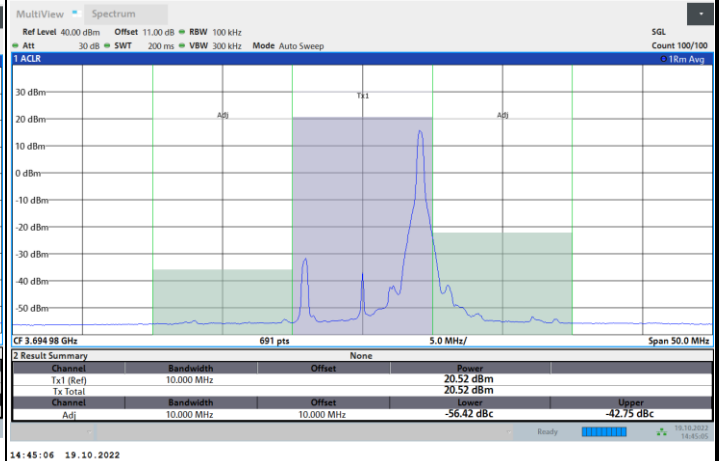 MultiView Spectrum
Ref Level 40.00 dBm Offset 11.00 dB RBW 100 kHz SGL
Att 30 dB SWT 200 ms VBW 300 kHz Mode Auto Sweep Count 100/100
1 ACLR 1Rm Avg
30 dBm
Tx1
20 dBm
Adj Adj
10 dBm
0 dBm
-10 dBm
-20 dBm
-30 dBm
-40 dBm
-50 dBm
CF 3.694 98 GHz 691 pts 5.0 MHz/ Span 50.0 MHz
2 Result Summary None
Channel Bandwidth Offset Power
Tx1 (Ref) 10.000 MHz 20.52 dBm
Tx Total 20.52 dBm
Channel Bandwidth Offset Lower Upper
Adj 10.000 MHz 10.000 MHz -56.42 dBc -42.75 dBc
Ready 19.10.2022
14:45:05
14:45:06 19.10.2022